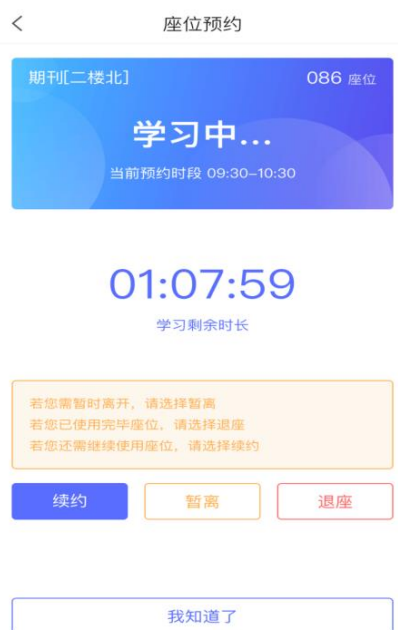 座位预约
期刊[二楼北] 086 座位
学习中...
当前预约时段 09:30-10:30
01:07:59
学习剩余时长
若您需暂时离开，请选择暂离
若您已使用完毕座位，请选择退座
若您还需继续使用座位，请选择续约
续约 暂离 退座
我知道了